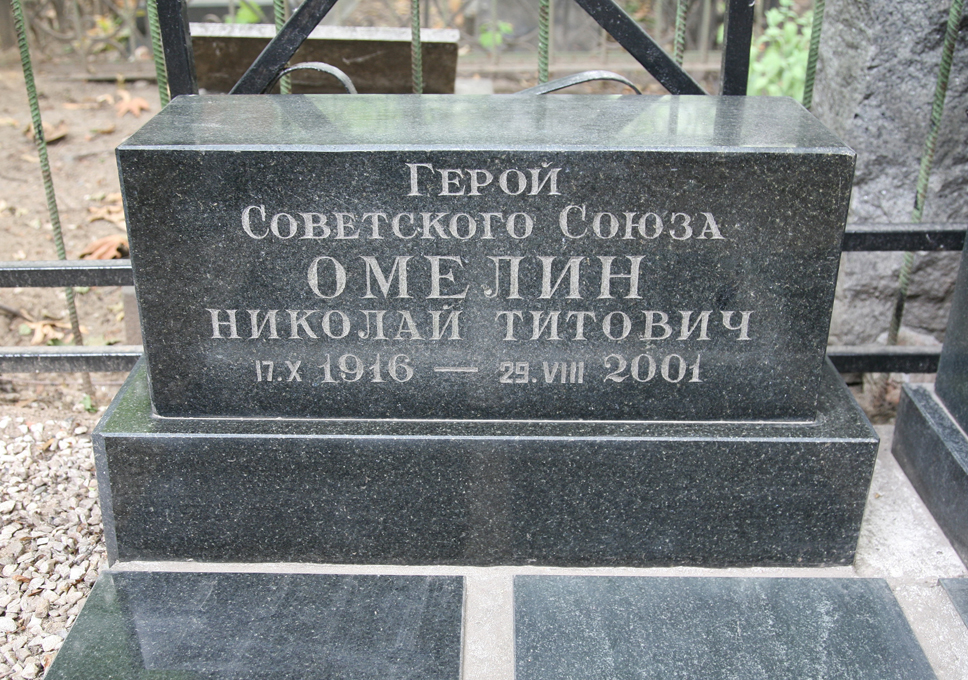 Герой
Советского Союза
ОМЕЛИН
НИКОЛАЙ ТИТОВИЧ
17.X 1916 — 29.VIII 2001